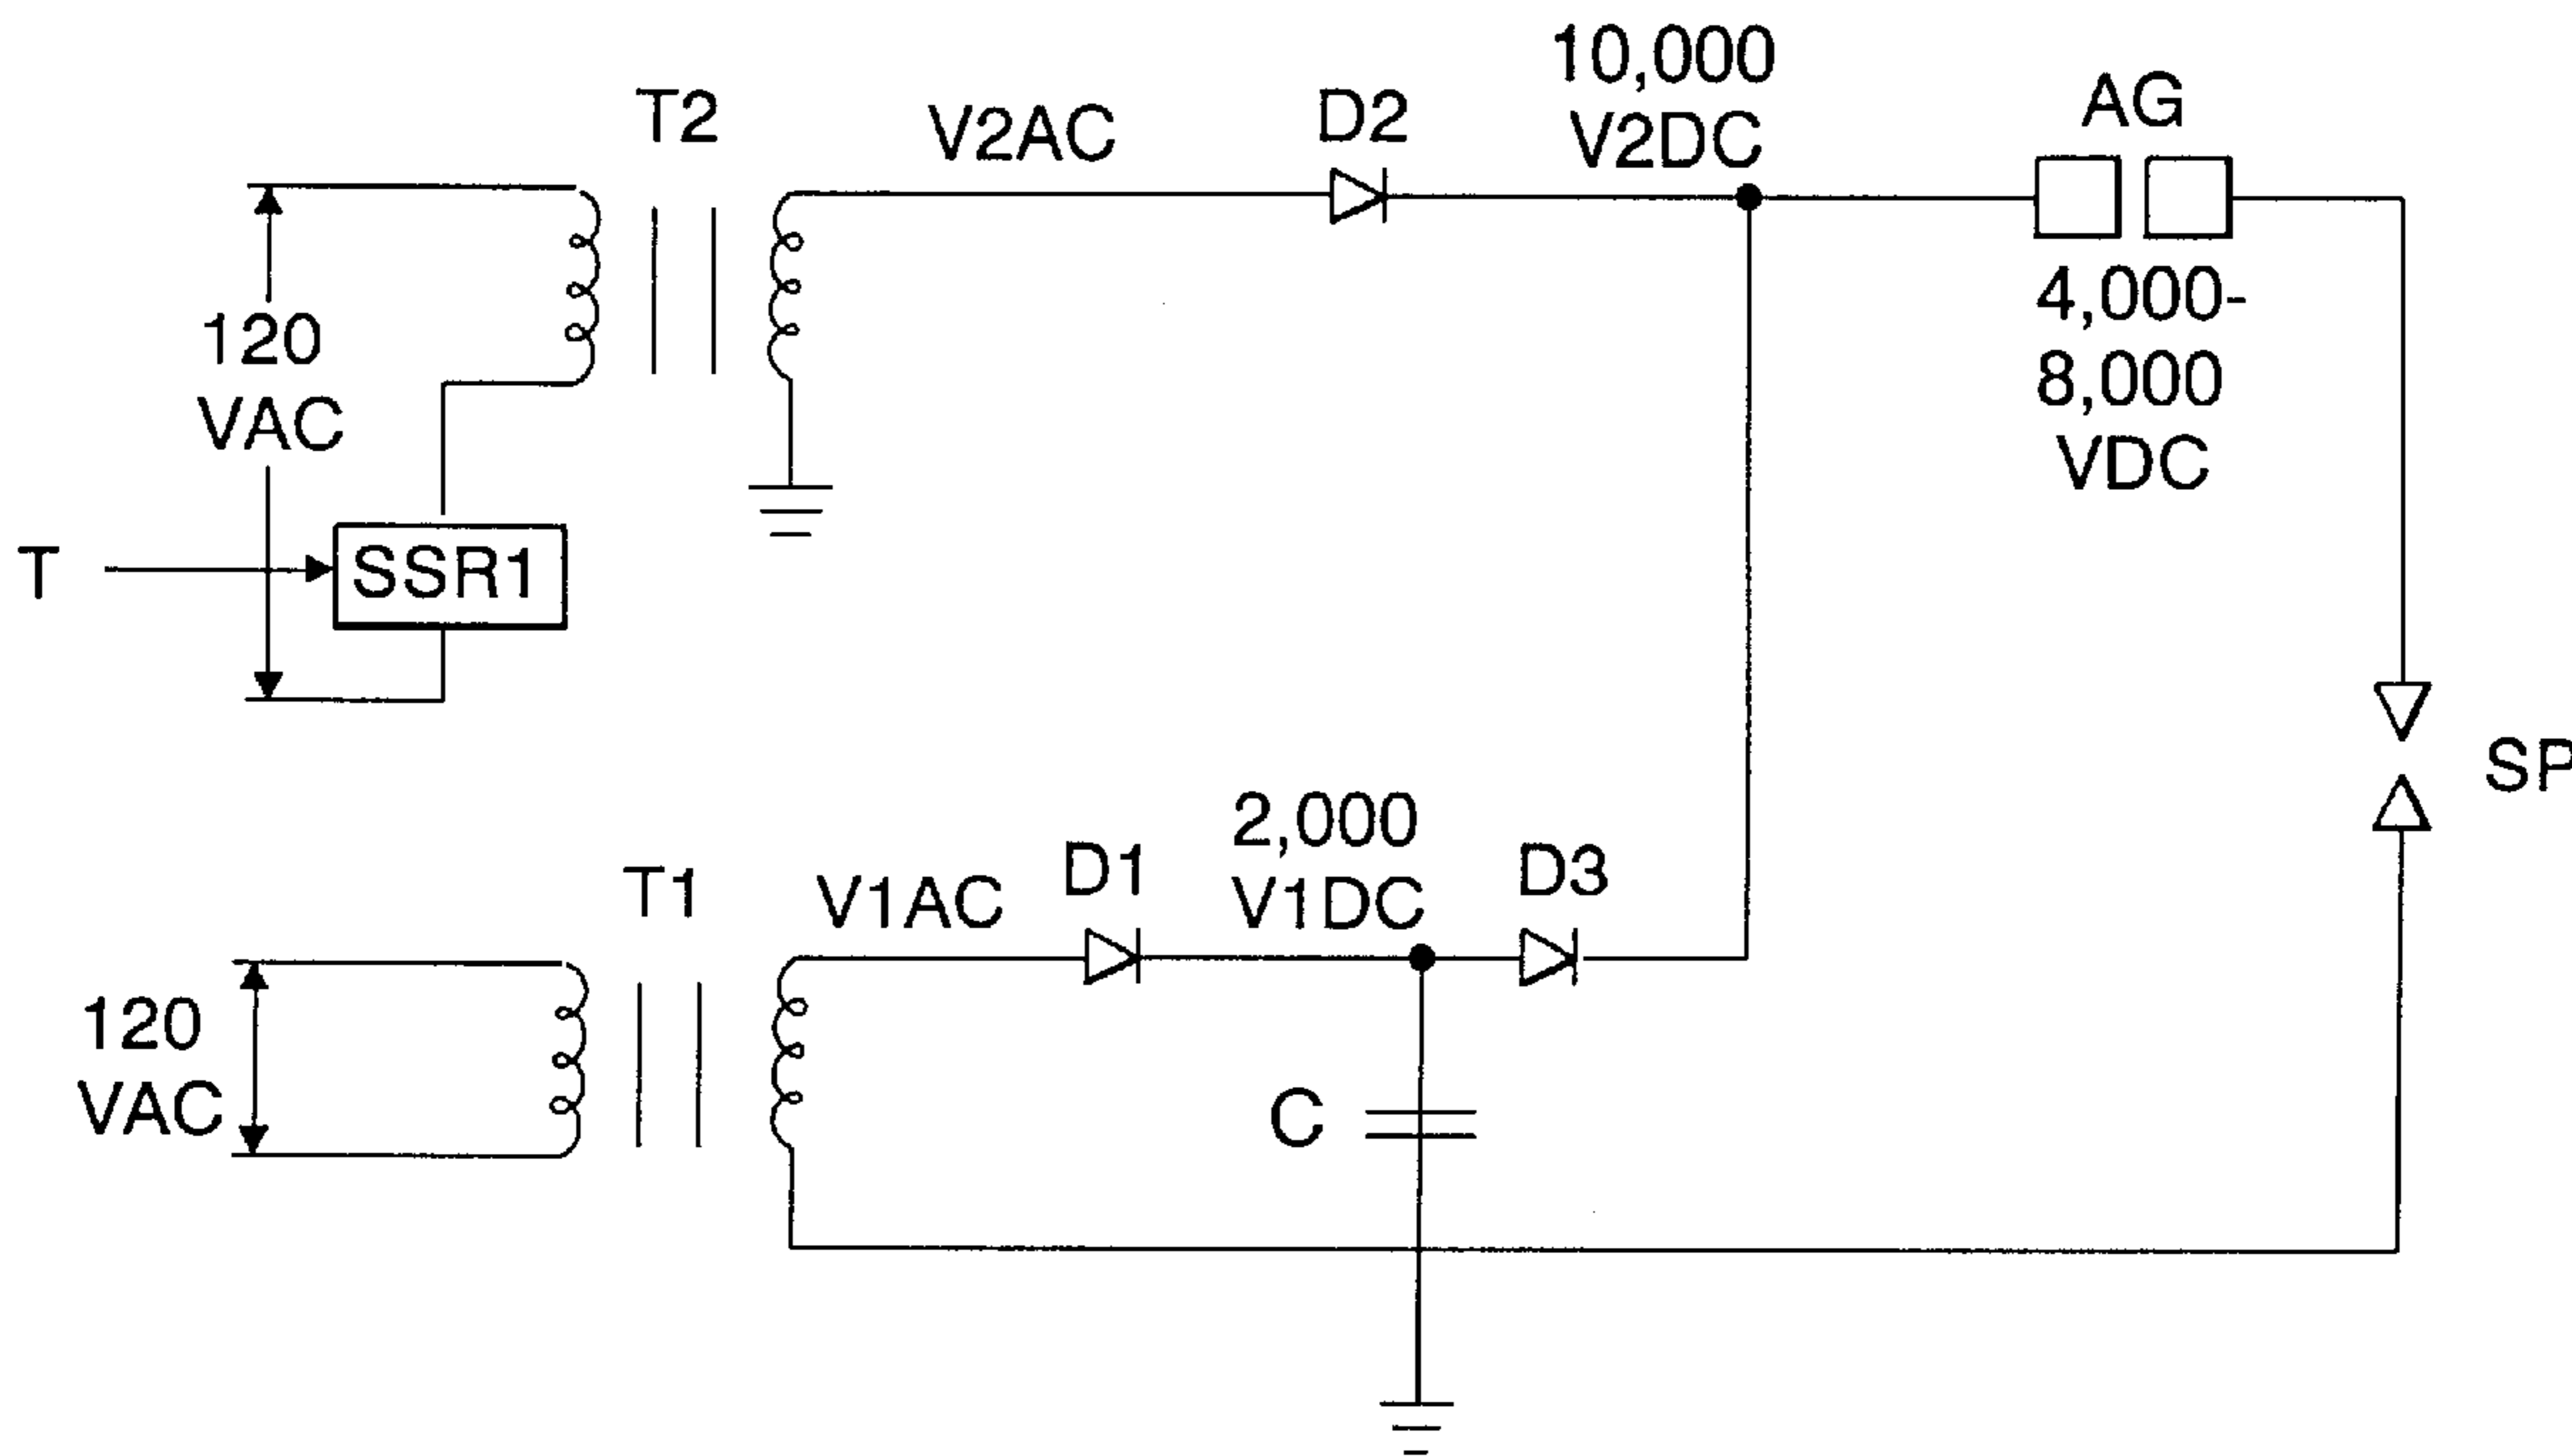 10,000
V2DC
T2
V2AC
D2
AG
120
VAC
4,000-
8,000
VDC
T
SSR1
SP
2,000
V1DC
T1
V1AC
D1
D3
120
VAC
C